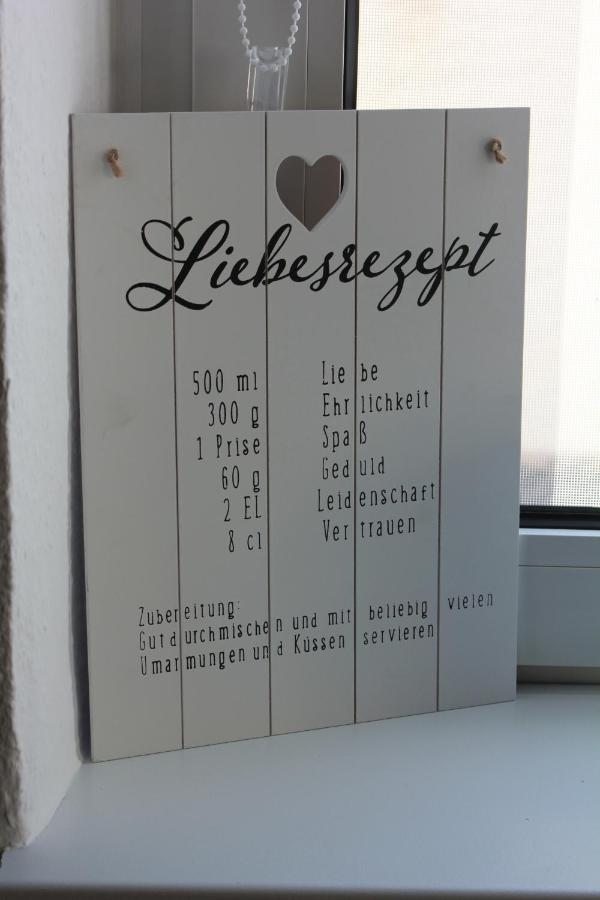 Liebesrezept
500 ml Liebe
300 g Ehrlichkeit
1 Prise Spaß
60 g Geduld
2 EL Leidenschaft
8 cl Vertrauen
Zubereitung:
Gut durchmischen und mit beliebig vielen
Umarmungen und Küssen servieren